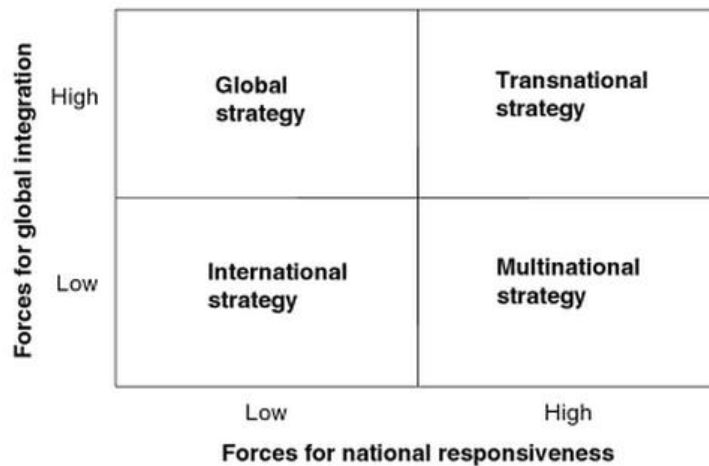 Forces for global integration
High
Global
strategy
Transnational
strategy
Low
International
strategy
Multinational
strategy
Low
High
Forces for national responsiveness